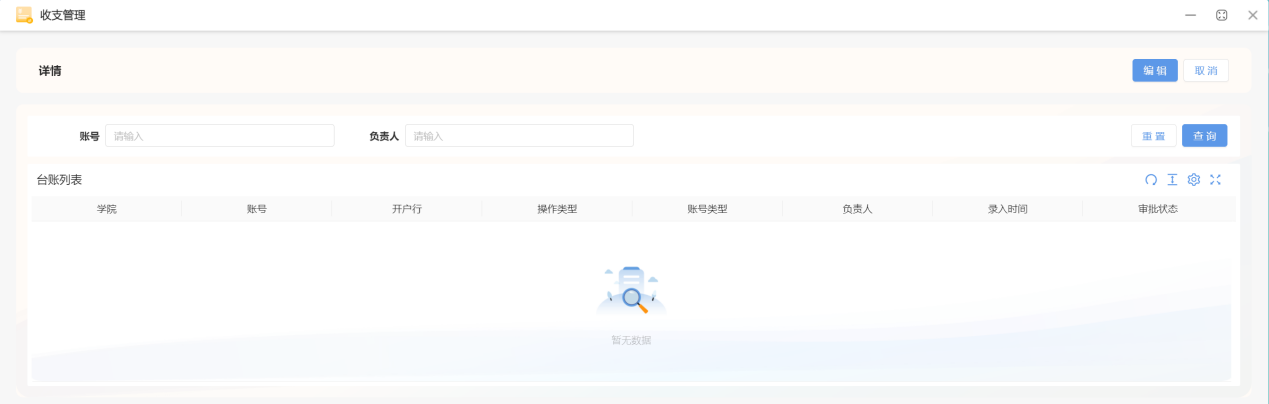 收支管理
详情
编辑 取消
账号 请输入 负责人 请输入 重置 查询
台账列表
学院 账号 开户行 操作类型 账号类型 负责人 录入时间 审批状态
暂无数据